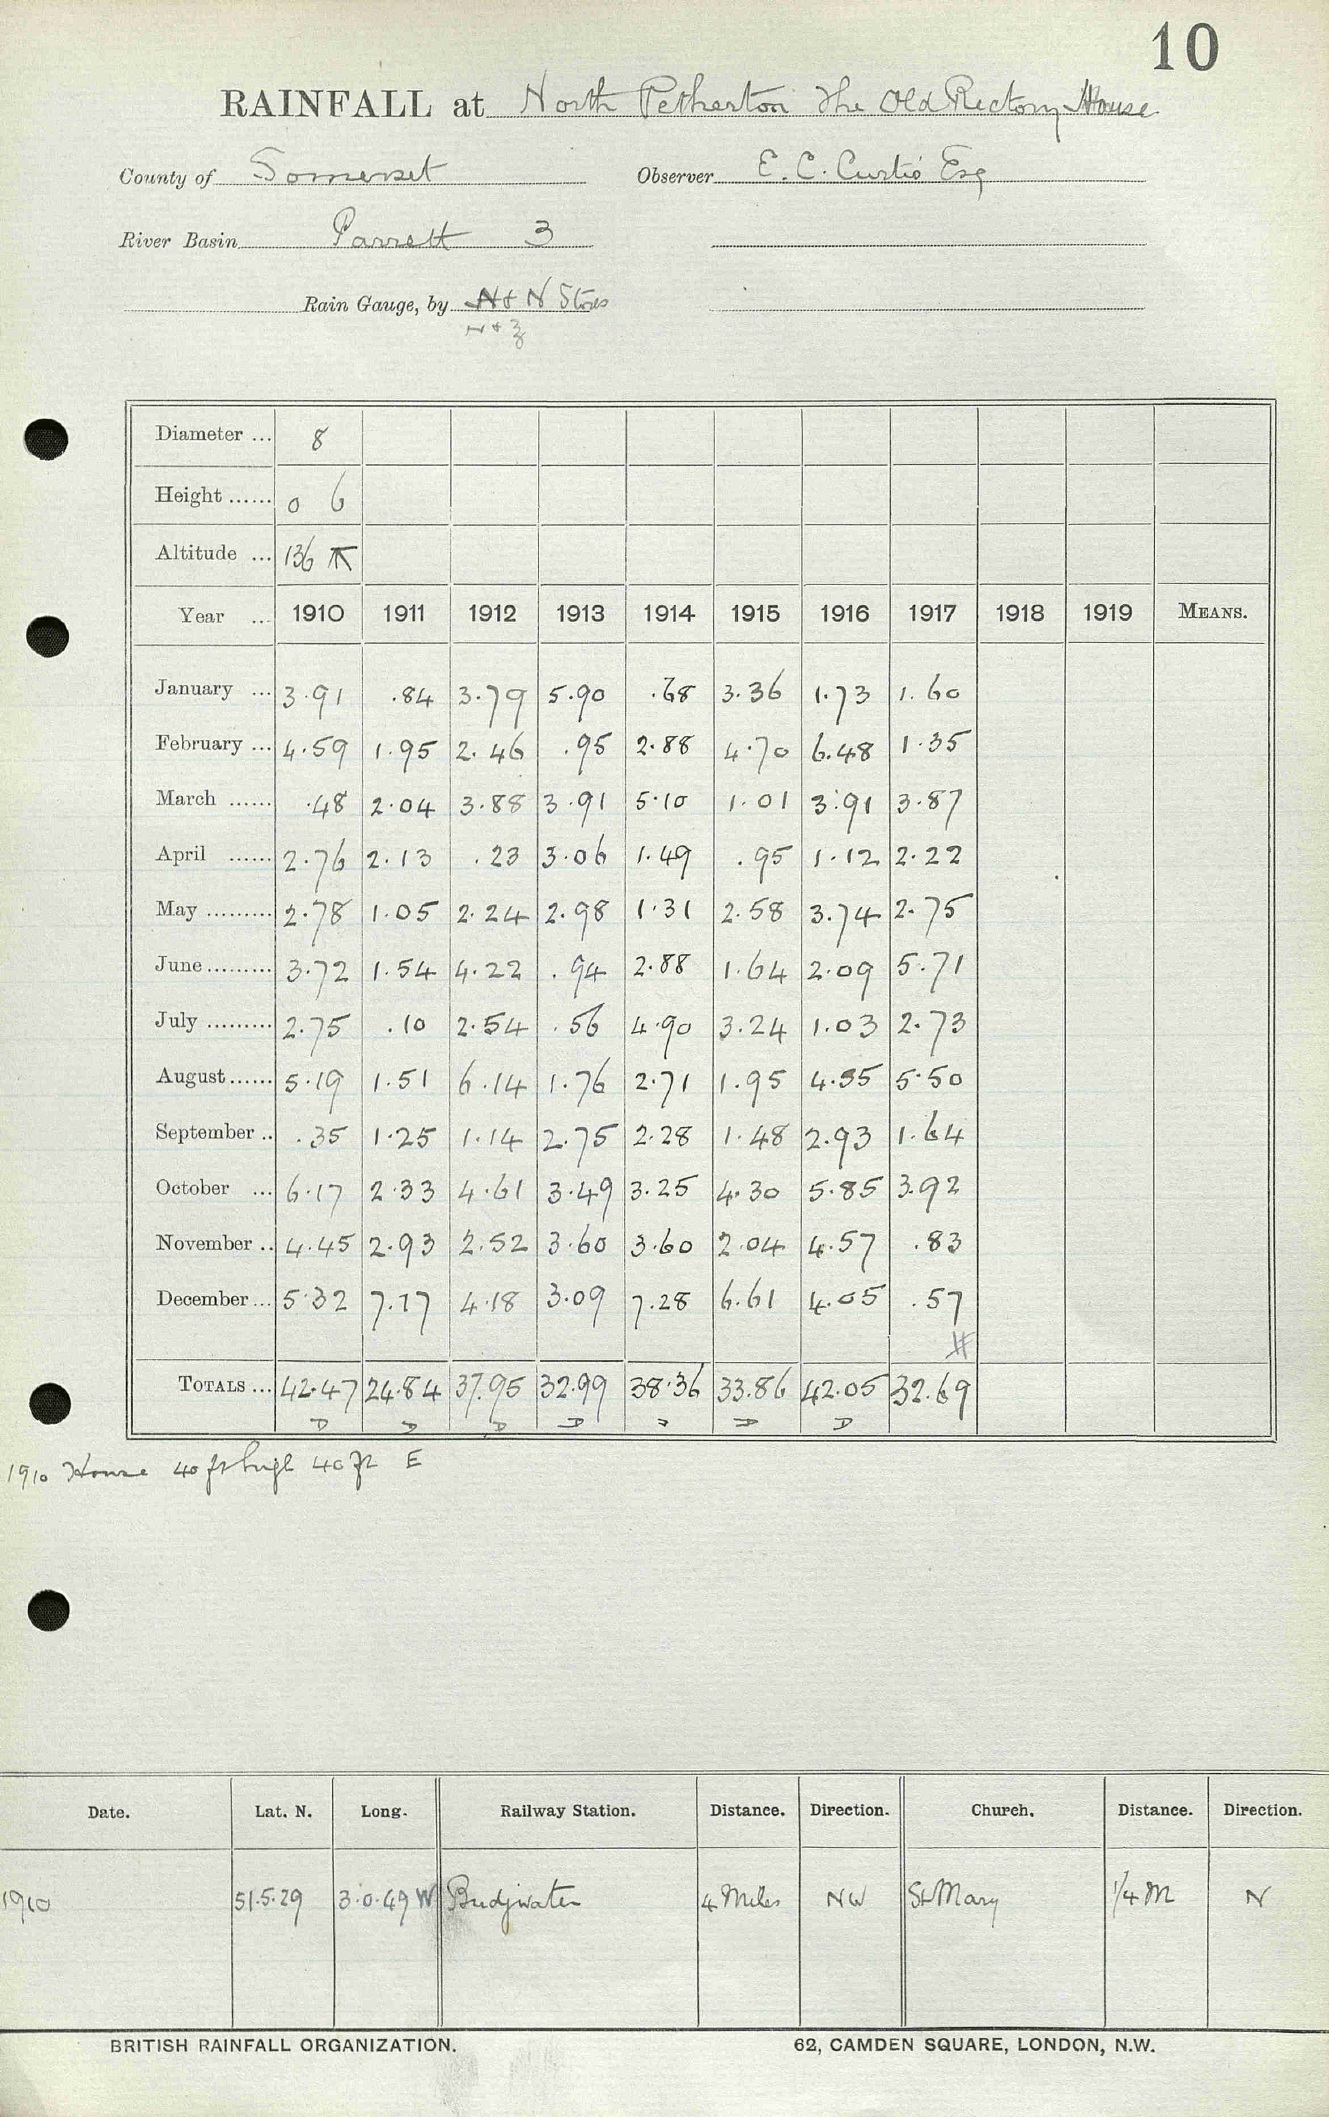 10
RAINFALL at North Petherton The Old Rectory House
County of Somerset Observer E. C. Curtis Esq
River Basin Parrett 3
Rain Gauge, by N & N Stores
N & Z
Diameter ... 8
Height ...... 0 6
Altitude ... 136
Year ... 1910 1911 1912 1913 1914 1915 1916 1917 1918 1919 MEANS.
January ... 3.91 .84 3.79 5.90 .68 3.36 1.73 1.60
February ... 4.59 1.95 2.46 .95 2.88 4.70 6.48 1.35
March ...... .48 2.04 3.88 3.91 5.10 1.01 3.91 3.87
April ...... 2.76 2.13 .23 3.06 1.49 .95 1.12 2.22
May ......... 2.78 1.05 2.24 2.98 1.31 2.58 3.74 2.75
June ......... 3.72 1.54 4.22 .94 2.88 1.64 2.09 5.71
July ......... 2.75 .10 2.54 .56 4.90 3.24 1.03 2.73
August ...... 5.19 1.51 6.14 1.76 2.71 1.95 4.55 5.50
September .. .35 1.25 1.14 2.75 2.28 1.48 2.93 1.64
October ... 6.17 2.33 4.61 3.49 3.25 4.30 5.85 3.92
November .. 4.45 2.93 2.52 3.60 3.60 2.04 4.57 .83
December ... 5.32 7.17 4.18 3.09 7.28 6.61 4.05 .57
TOTALS ... 42.47 24.84 37.95 32.99 38.36 33.86 42.05 32.69
D D D D D D D
1910 House 40 ft high 40 ft E
Date. Lat. N. Long. Railway Station. Distance. Direction. Church. Distance. Direction.
1910 51.5.29 3.0.49 W Bridgwater 4 Miles NW St Mary 1/4 M N
BRITISH RAINFALL ORGANIZATION. 62, CAMDEN SQUARE, LONDON, N.W.